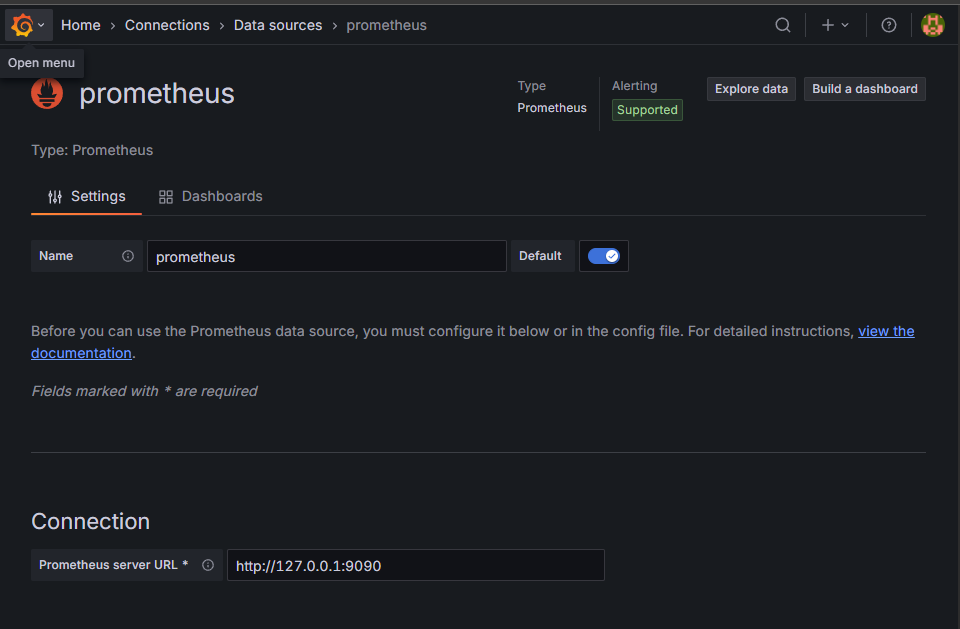 Home › Connections › Data sources › prometheus
Open menu
prometheus
Type
Prometheus
Alerting
Supported
Explore data
Build a dashboard
Type: Prometheus
Settings
Dashboards
Name
prometheus
Default
Before you can use the Prometheus data source, you must configure it below or in the config file. For detailed instructions, view the
documentation.
Fields marked with * are required
Connection
Prometheus server URL *
http://127.0.0.1:9090